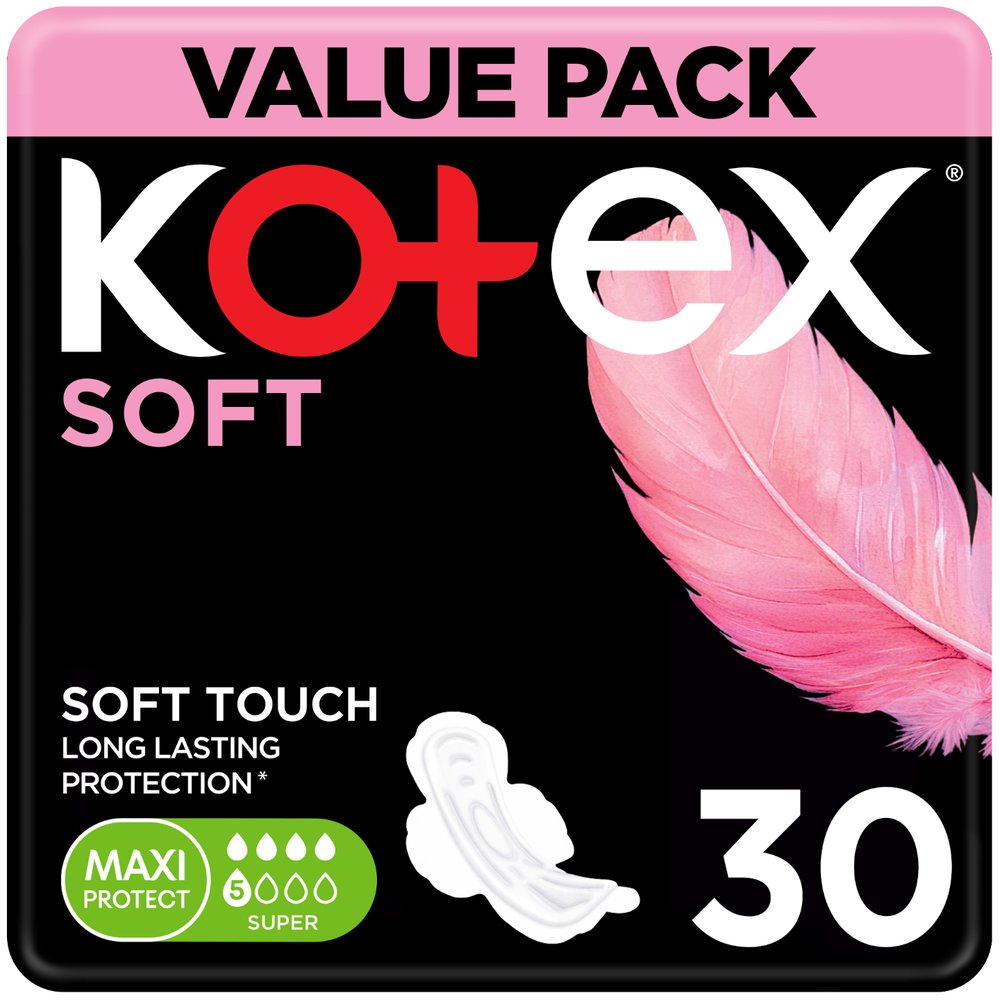 VALUE PACK
Kotex®
SOFT
SOFT TOUCH
LONG LASTING
PROTECTION*
MAXI
PROTECT
5
SUPER
30